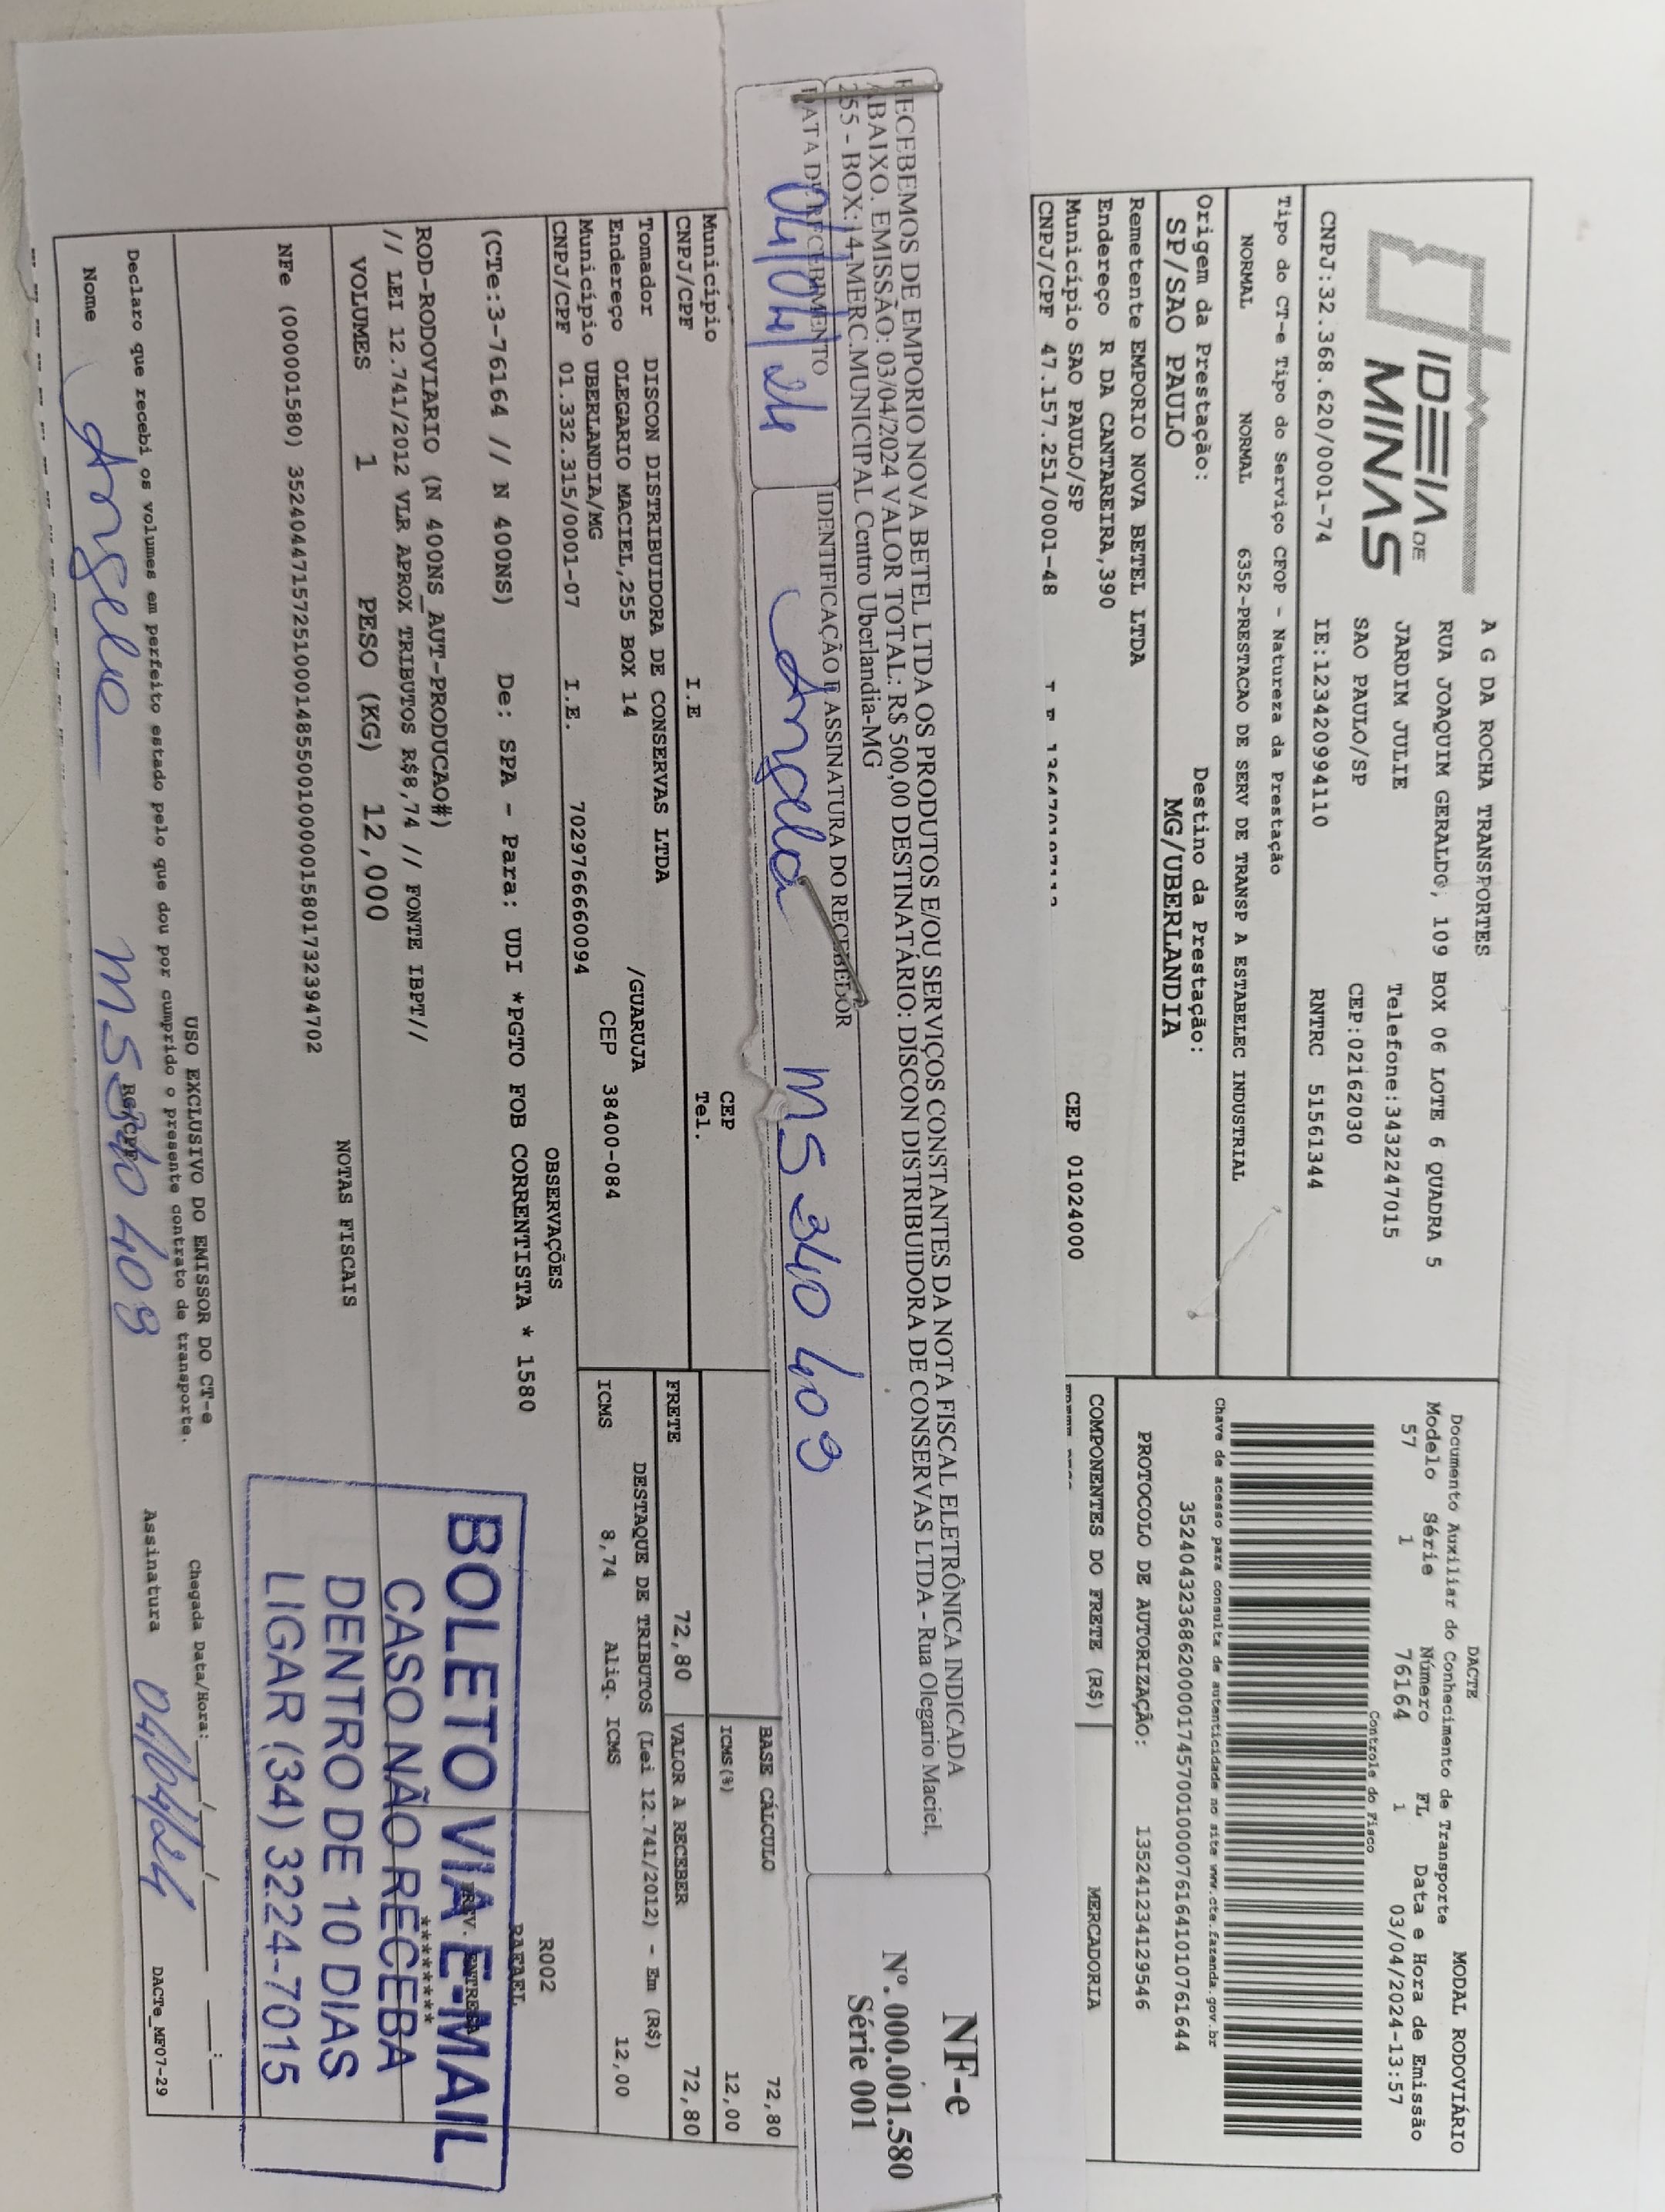 IDEIA DE
MINAS
A G DA ROCHA TRANSPORTES
RUA JOAQUIM GERALDO, 109 BOX 06 LOTE 6 QUADRA 5
JARDIM JULIE Telefone:3432247015
SAO PAULO/SP CEP:02162030
CNPJ:32.368.620/0001-74 IE:123420994110 RNTRC 51561344
Tipo do CT-e Tipo do Serviço CFOP - Natureza da Prestação
NORMAL NORMAL 6352-PRESTACAO DE SERV DE TRANSP A ESTABELEC INDUSTRIAL
Origem da Prestação: Destino da Prestação:
SP/SAO PAULO MG/UBERLANDIA
Remetente EMPORIO NOVA BETEL LTDA
Endereço R DA CANTAREIRA,390
Município SAO PAULO/SP CEP 01024000
CNPJ/CPF 47.157.251/0001-48
DACTE MODAL RODOVIÁRIO
Documento Auxiliar do Conhecimento de Transporte
Modelo Série Número FL Data e Hora de Emissão
57 1 76164 1 03/04/2024-13:57
Controle do Fisco
Chave de acesso para consulta de autenticidade no site www.cte.fazenda.gov.br
35240432368620000174570010000761641010761644
PROTOCOLO DE AUTORIZAÇÃO: 135241234129546
COMPONENTES DO FRETE (R$) MERCADORIA
RECEBEMOS DE EMPORIO NOVA BETEL LTDA OS PRODUTOS E/OU SERVIÇOS CONSTANTES DA NOTA FISCAL ELETRÔNICA INDICADA
ABAIXO. EMISSÃO: 03/04/2024 VALOR TOTAL: R$ 500,00 DESTINATÁRIO: DISCON DISTRIBUIDORA DE CONSERVAS LTDA - Rua Olegario Maciel,
255 - BOX:14-MERC.MUNICIPAL Centro Uberlandia-MG
DATA DE RECEBIMENTO IDENTIFICAÇÃO E ASSINATURA DO RECEBEDOR
04/04/24 Angela MS 340 409
NF-e
Nº. 000.001.580
Série 001
Município CEP
CNPJ/CPF I.E Tel.
Tomador DISCON DISTRIBUIDORA DE CONSERVAS LTDA
Endereço OLEGARIO MACIEL,255 BOX 14 /GUARUJA
Município UBERLANDIA/MG CEP 38400-084
CNPJ/CPF 01.332.315/0001-07 I.E. 7029766660094
BASE CÁLCULO 72,80
ICMS(%) 12,00
FRETE 72,80 VALOR A RECEBER 72,80
DESTAQUE DE TRIBUTOS (Lei 12.741/2012) - Em (R$)
ICMS 8,74 Aliq. ICMS 12,00
OBSERVAÇÕES
R002
(CTe:3-76164 // N 400NS) De: SPA - Para: UDI *PGTO FOB CORRENTISTA * 1580
RAFAEL
ROD-RODOVIARIO (N 400NS_AUT-PRODUCAO#)
// LEI 12.741/2012 VLR APROX TRIBUTOS R$8,74 // FONTE IBPT//
*******
VOLUMES 1 PESO (KG) 12,000
NOTAS FISCAIS
NFe (000001580) 35240447157251000148550010000015801732394702
BOLETO VIA E-MAIL
CASO NÃO RECEBA
DENTRO DE 10 DIAS
LIGAR (34) 3224-7015
USO EXCLUSIVO DO EMISSOR DO CT-e
Declaro que recebi os volumes em perfeito estado pelo que dou por cumprido o presente contrato de transporte.
Chegada Data/Hora: ___/___/___ ___:___
Nome Angela RG/CPF MS 340 409 Assinatura 04/04/24
DACTe_MF07-29